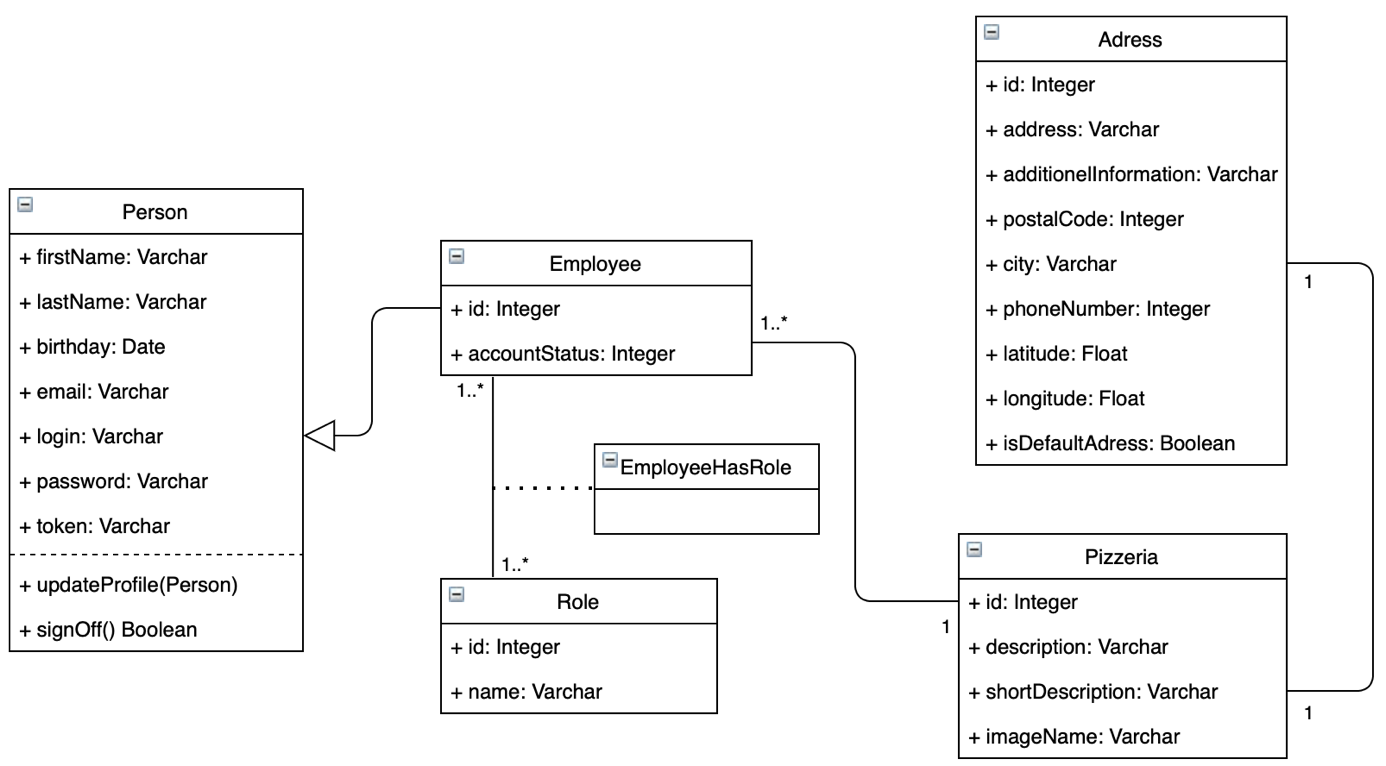 Person
+ firstName: Varchar
+ lastName: Varchar
+ birthday: Date
+ email: Varchar
+ login: Varchar
+ password: Varchar
+ token: Varchar
+ updateProfile(Person)
+ signOff() Boolean
Employee
+ id: Integer
+ accountStatus: Integer
1..*
1..*
EmployeeHasRole
1..*
Role
+ id: Integer
+ name: Varchar
Adress
+ id: Integer
+ address: Varchar
+ additionelInformation: Varchar
+ postalCode: Integer
+ city: Varchar
+ phoneNumber: Integer
+ latitude: Float
+ longitude: Float
+ isDefaultAdress: Boolean
1
Pizzeria
+ id: Integer
+ description: Varchar
+ shortDescription: Varchar
+ imageName: Varchar
1
1